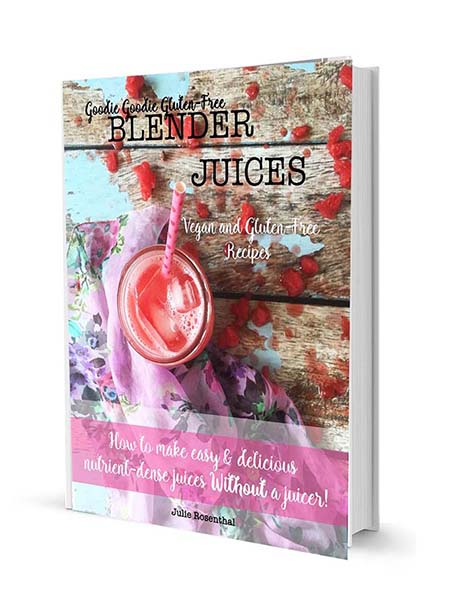 Goodie Goodie Gluten-Free
BLENDER
JUICES
Vegan and Gluten-Free
Recipes
How to make easy & delicious
nutrient-dense juices Without a juicer!
Julie Rosenthal